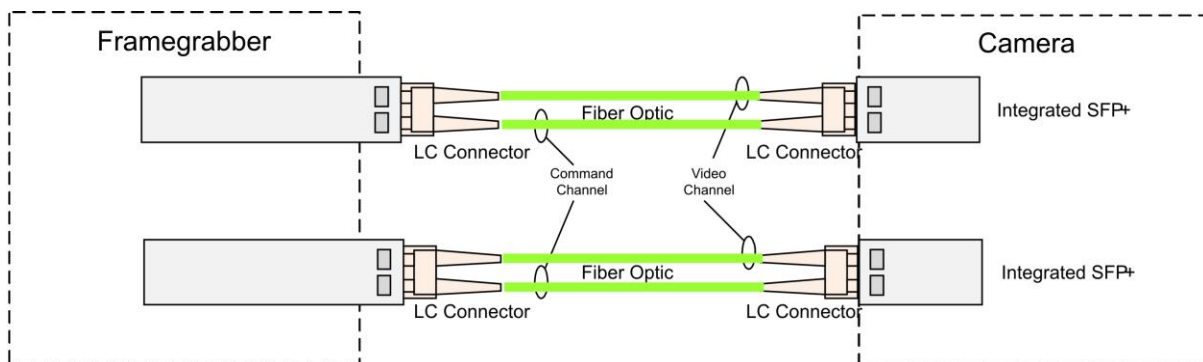 Framegrabber
Camera
Fiber Optic
Integrated SFP+
LC Connector
LC Connector
Command
Channel
Video
Channel
Fiber Optic
Integrated SFP+
LC Connector
LC Connector